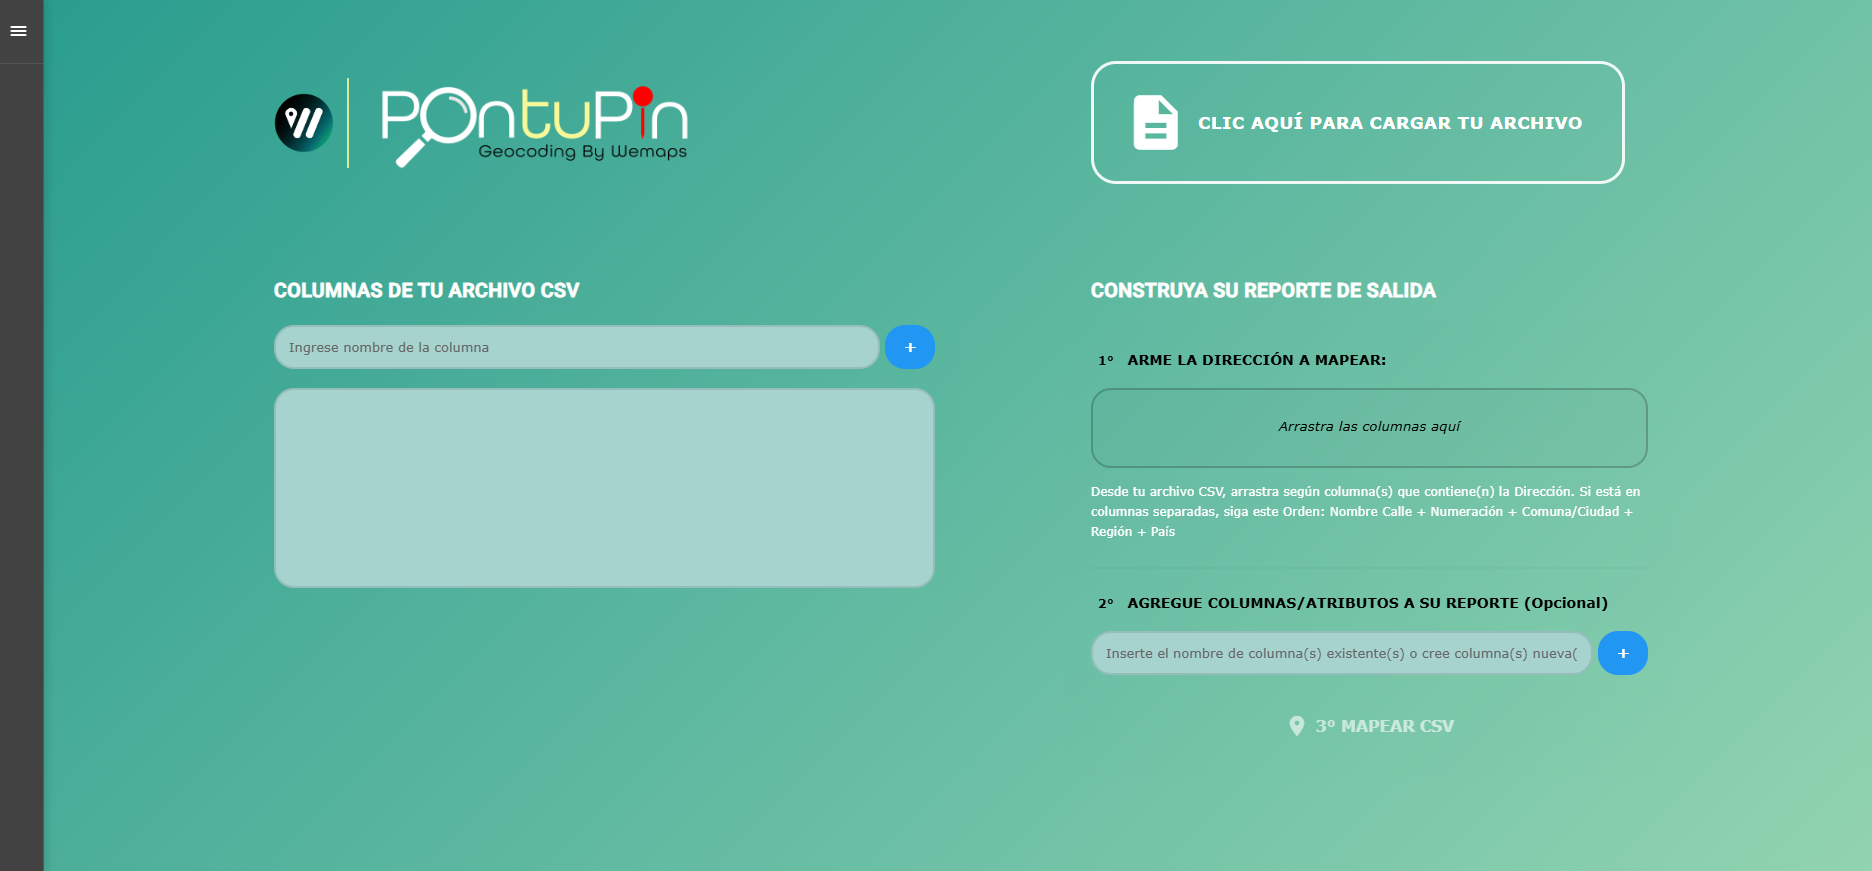 POntuPin
Geocoding By Wemaps
CLIC AQUÍ PARA CARGAR TU ARCHIVO
COLUMNAS DE TU ARCHIVO CSV
Ingrese nombre de la columna
+
CONSTRUYA SU REPORTE DE SALIDA
1° ARME LA DIRECCIÓN A MAPEAR:
Arrastra las columnas aquí
Desde tu archivo CSV, arrastra según columna(s) que contiene(n) la Dirección. Si está en
columnas separadas, siga este Orden: Nombre Calle + Numeración + Comuna/Ciudad +
Región + País
2° AGREGUE COLUMNAS/ATRIBUTOS A SU REPORTE (Opcional)
Inserte el nombre de columna(s) existente(s) o cree columna(s) nueva(
+
3º MAPEAR CSV